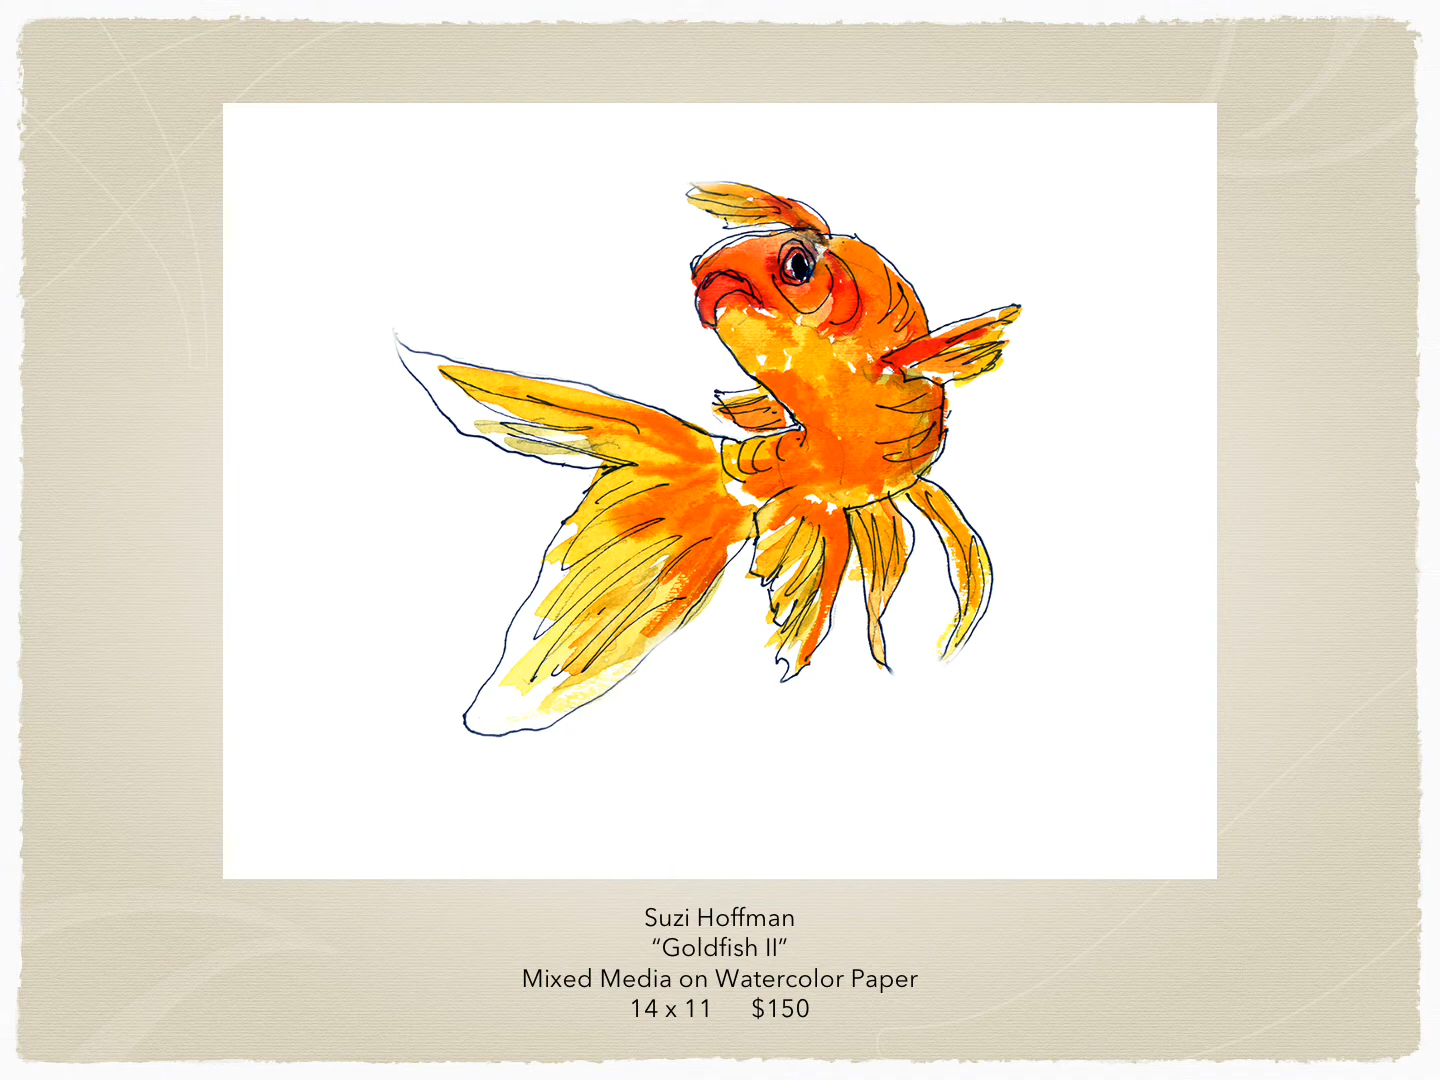 Suzi Hoffman
“Goldfish II”
Mixed Media on Watercolor Paper
14 x 11 $150